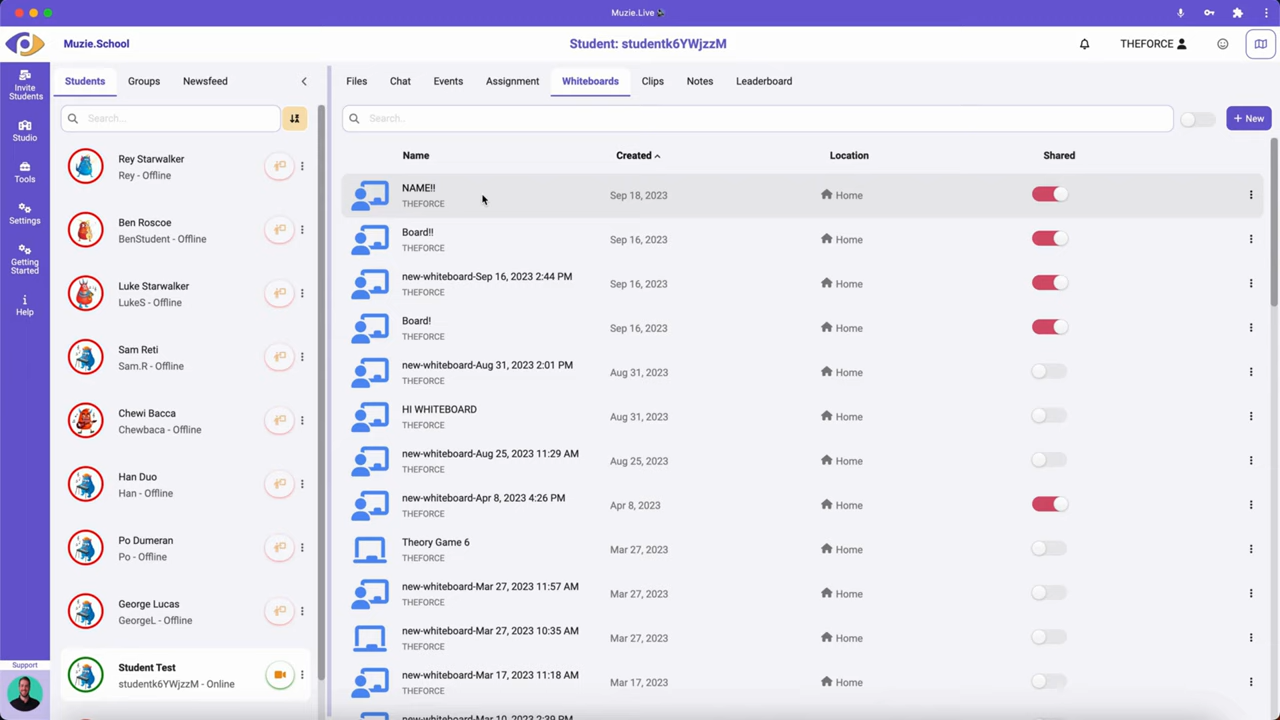 Muzie.Live
Muzie.School
Student: studentk6YWjzzM
THEFORCE
Invite
Students
Studio
Tools
Settings
Getting
Started
Help
Support
Students
Groups
Newsfeed
Search...
Rey Starwalker
Rey - Offline
Ben Roscoe
BenStudent - Offline
Luke Starwalker
LukeS - Offline
Sam Reti
Sam.R - Offline
Chewi Bacca
Chewbaca - Offline
Han Duo
Han - Offline
Po Dumeran
Po - Offline
George Lucas
GeorgeL - Offline
Student Test
studentk6YWjzzM - Online
Files
Chat
Events
Assignment
Whiteboards
Clips
Notes
Leaderboard
Search..
+ New
Name
Created
Location
Shared
NAME!!
THEFORCE
Sep 18, 2023
Home
Board!!
THEFORCE
Sep 16, 2023
Home
new-whiteboard-Sep 16, 2023 2:44 PM
THEFORCE
Sep 16, 2023
Home
Board!
THEFORCE
Sep 16, 2023
Home
new-whiteboard-Aug 31, 2023 2:01 PM
THEFORCE
Aug 31, 2023
Home
HI WHITEBOARD
THEFORCE
Aug 31, 2023
Home
new-whiteboard-Aug 25, 2023 11:29 AM
THEFORCE
Aug 25, 2023
Home
new-whiteboard-Apr 8, 2023 4:26 PM
THEFORCE
Apr 8, 2023
Home
Theory Game 6
THEFORCE
Mar 27, 2023
Home
new-whiteboard-Mar 27, 2023 11:57 AM
THEFORCE
Mar 27, 2023
Home
new-whiteboard-Mar 27, 2023 10:35 AM
THEFORCE
Mar 27, 2023
Home
new-whiteboard-Mar 17, 2023 11:18 AM
THEFORCE
Mar 17, 2023
Home